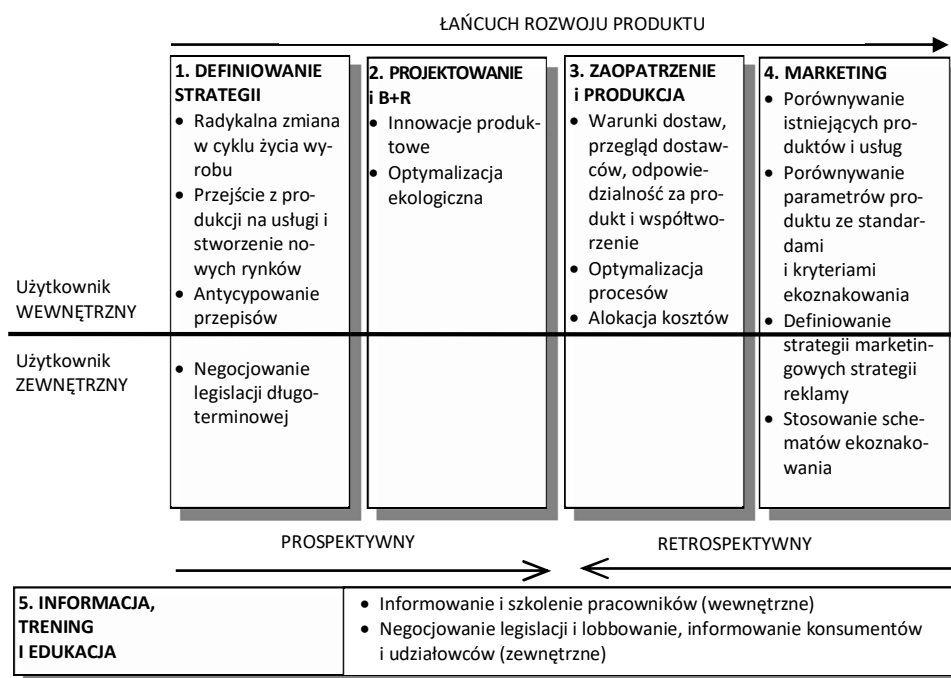 ŁAŃCUCH ROZWOJU PRODUKTU
1. DEFINIOWANIE
STRATEGII
• Radykalna zmiana
w cyklu życia wy-
robu
• Przejście z pro-
dukcji na usługi i
stworzenie no-
wych rynków
• Antycypowanie
przepisów
• Negocjowanie
legislacji długo-
terminowej
2. PROJEKTOWANIE
i B+R
• Innowacje produk-
towe
• Optymalizacja
ekologiczna
3. ZAOPATRZENIE
i PRODUKCJA
• Warunki dostaw,
przegląd dostaw-
ców, odpowie-
dzialność za
produkt i współtwo-
rzenie
• Optymalizacja
procesów
• Alokacja kosztów
4. MARKETING
• Porównywanie
istniejących pro-
duktów i usług
• Porównywanie
parametrów pro-
duktu ze standar-
dami
i kryteriami
ekoznakowania
• Definiowanie
strategii marketin-
gowych strategii
reklamy
• Stosowanie sche-
matów ekoznako-
wania
Użytkownik
WEWNĘTRZNY
Użytkownik
ZEWNĘTRZNY
PROSPEKTYWNY
RETROSPEKTYWNY
5. INFORMACJA,
TRENING
I EDUKACJA
• Informowanie i szkolenie pracowników (wewnętrzne)
• Negocjowanie legislacji i lobbowanie, informowanie konsumentów
i udziałowców (zewnętrzne)